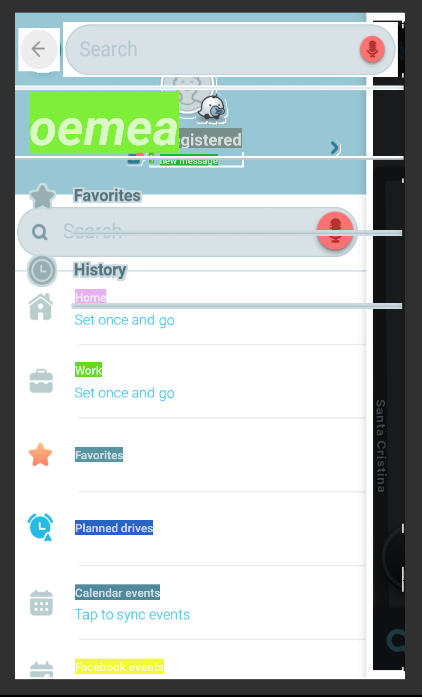 Search
oemea
egistered
new message
Favorites
Search
History
Home
Set once and go
Work
Set once and go
Favorites
Planned drives
Calendar events
Tap to sync events
Facebook events
Santa Cristina